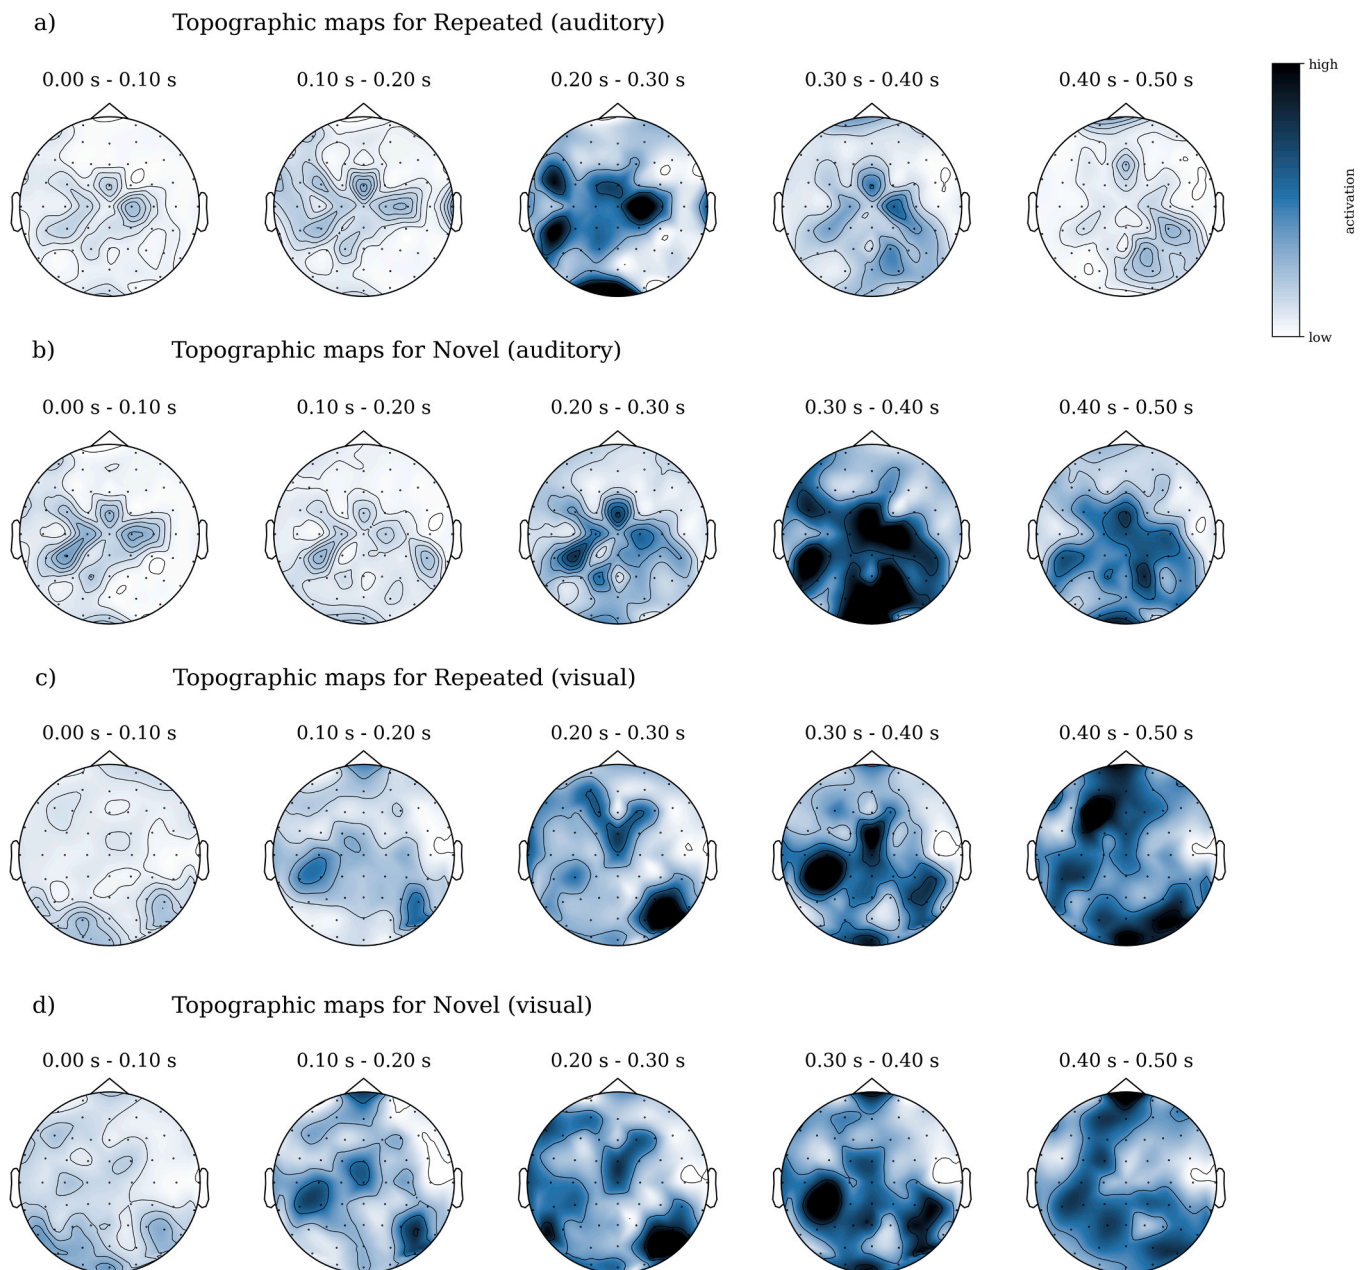 a) Topographic maps for Repeated (auditory)
0.00 s - 0.10 s 0.10 s - 0.20 s 0.20 s - 0.30 s 0.30 s - 0.40 s 0.40 s - 0.50 s
high
activation
low
b) Topographic maps for Novel (auditory)
0.00 s - 0.10 s 0.10 s - 0.20 s 0.20 s - 0.30 s 0.30 s - 0.40 s 0.40 s - 0.50 s
c) Topographic maps for Repeated (visual)
0.00 s - 0.10 s 0.10 s - 0.20 s 0.20 s - 0.30 s 0.30 s - 0.40 s 0.40 s - 0.50 s
d) Topographic maps for Novel (visual)
0.00 s - 0.10 s 0.10 s - 0.20 s 0.20 s - 0.30 s 0.30 s - 0.40 s 0.40 s - 0.50 s